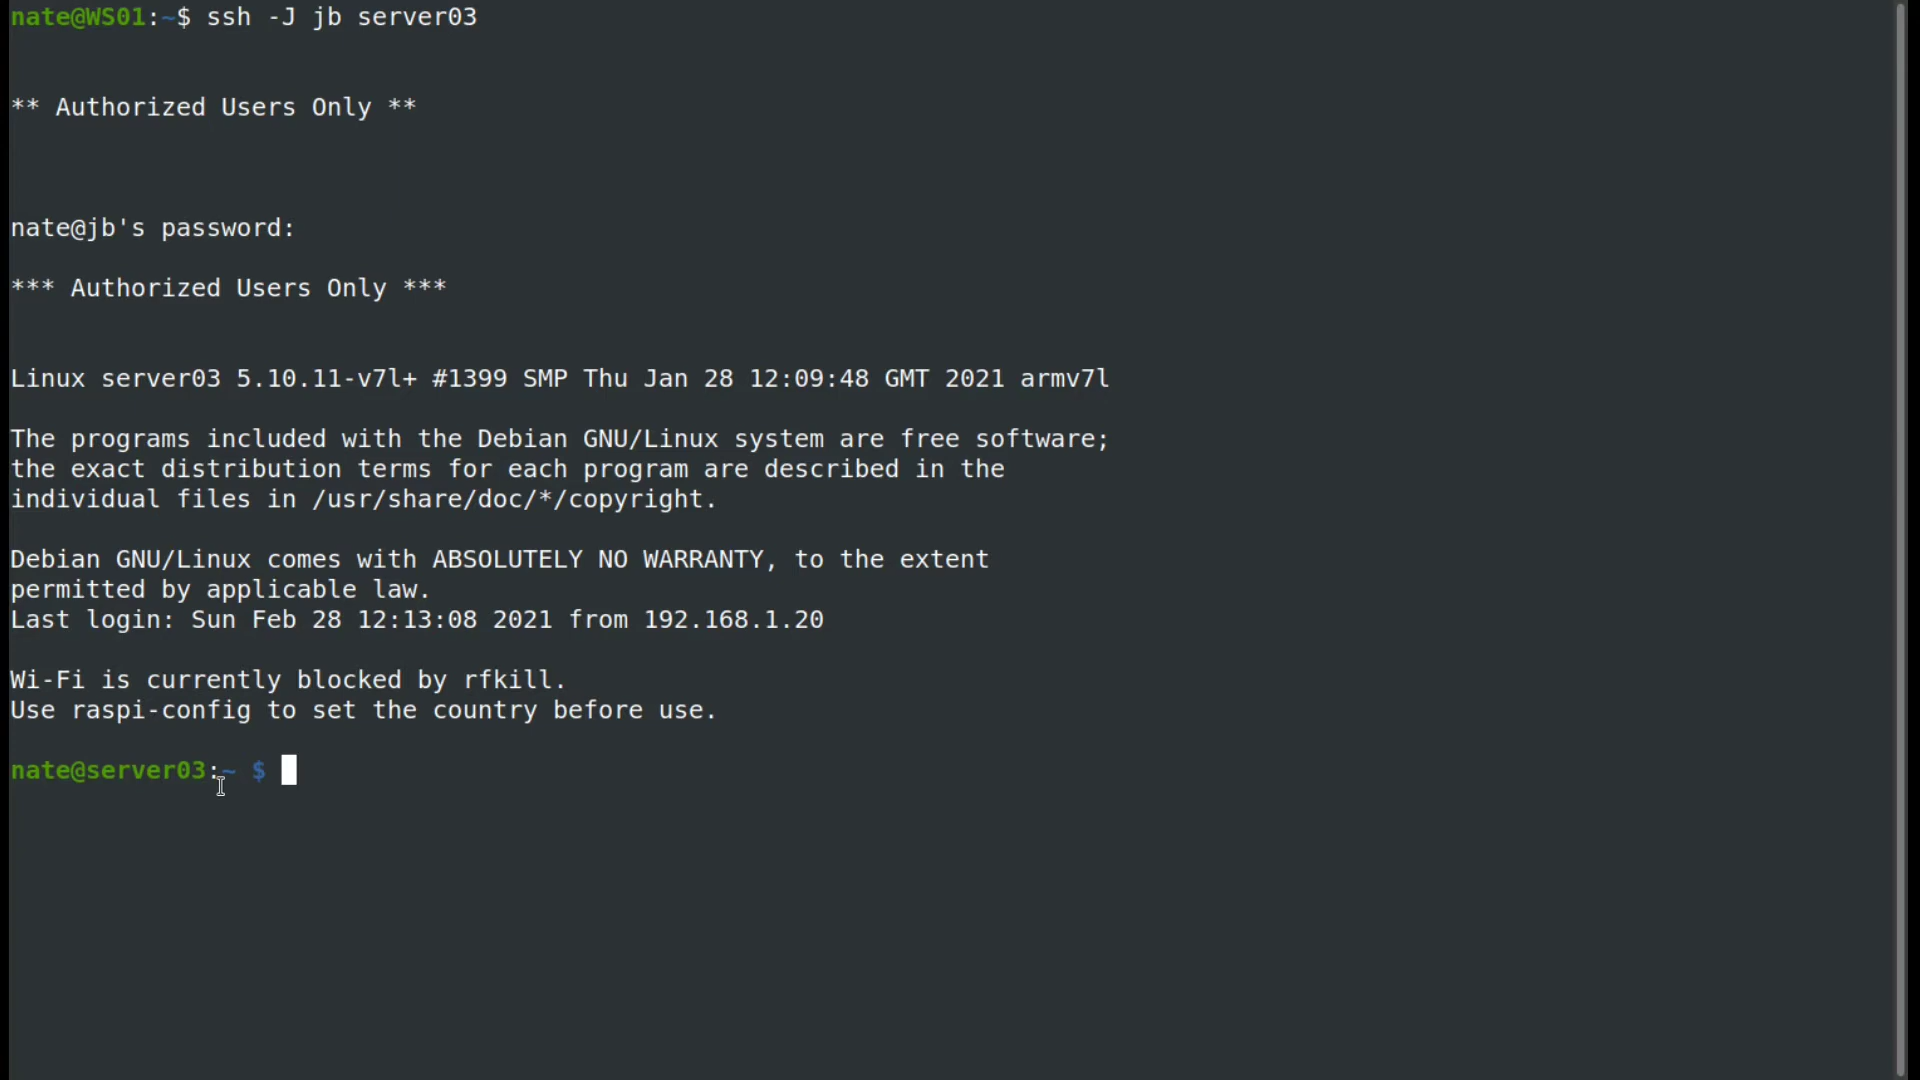 nate@WS01:~$ ssh -J jb server03
** Authorized Users Only **
nate@jb's password:
*** Authorized Users Only ***
Linux server03 5.10.11-v7l+ #1399 SMP Thu Jan 28 12:09:48 GMT 2021 armv7l
The programs included with the Debian GNU/Linux system are free software;
the exact distribution terms for each program are described in the
individual files in /usr/share/doc/*/copyright.
Debian GNU/Linux comes with ABSOLUTELY NO WARRANTY, to the extent
permitted by applicable law.
Last login: Sun Feb 28 12:13:08 2021 from 192.168.1.20
Wi-Fi is currently blocked by rfkill.
Use raspi-config to set the country before use.
nate@server03:~ $